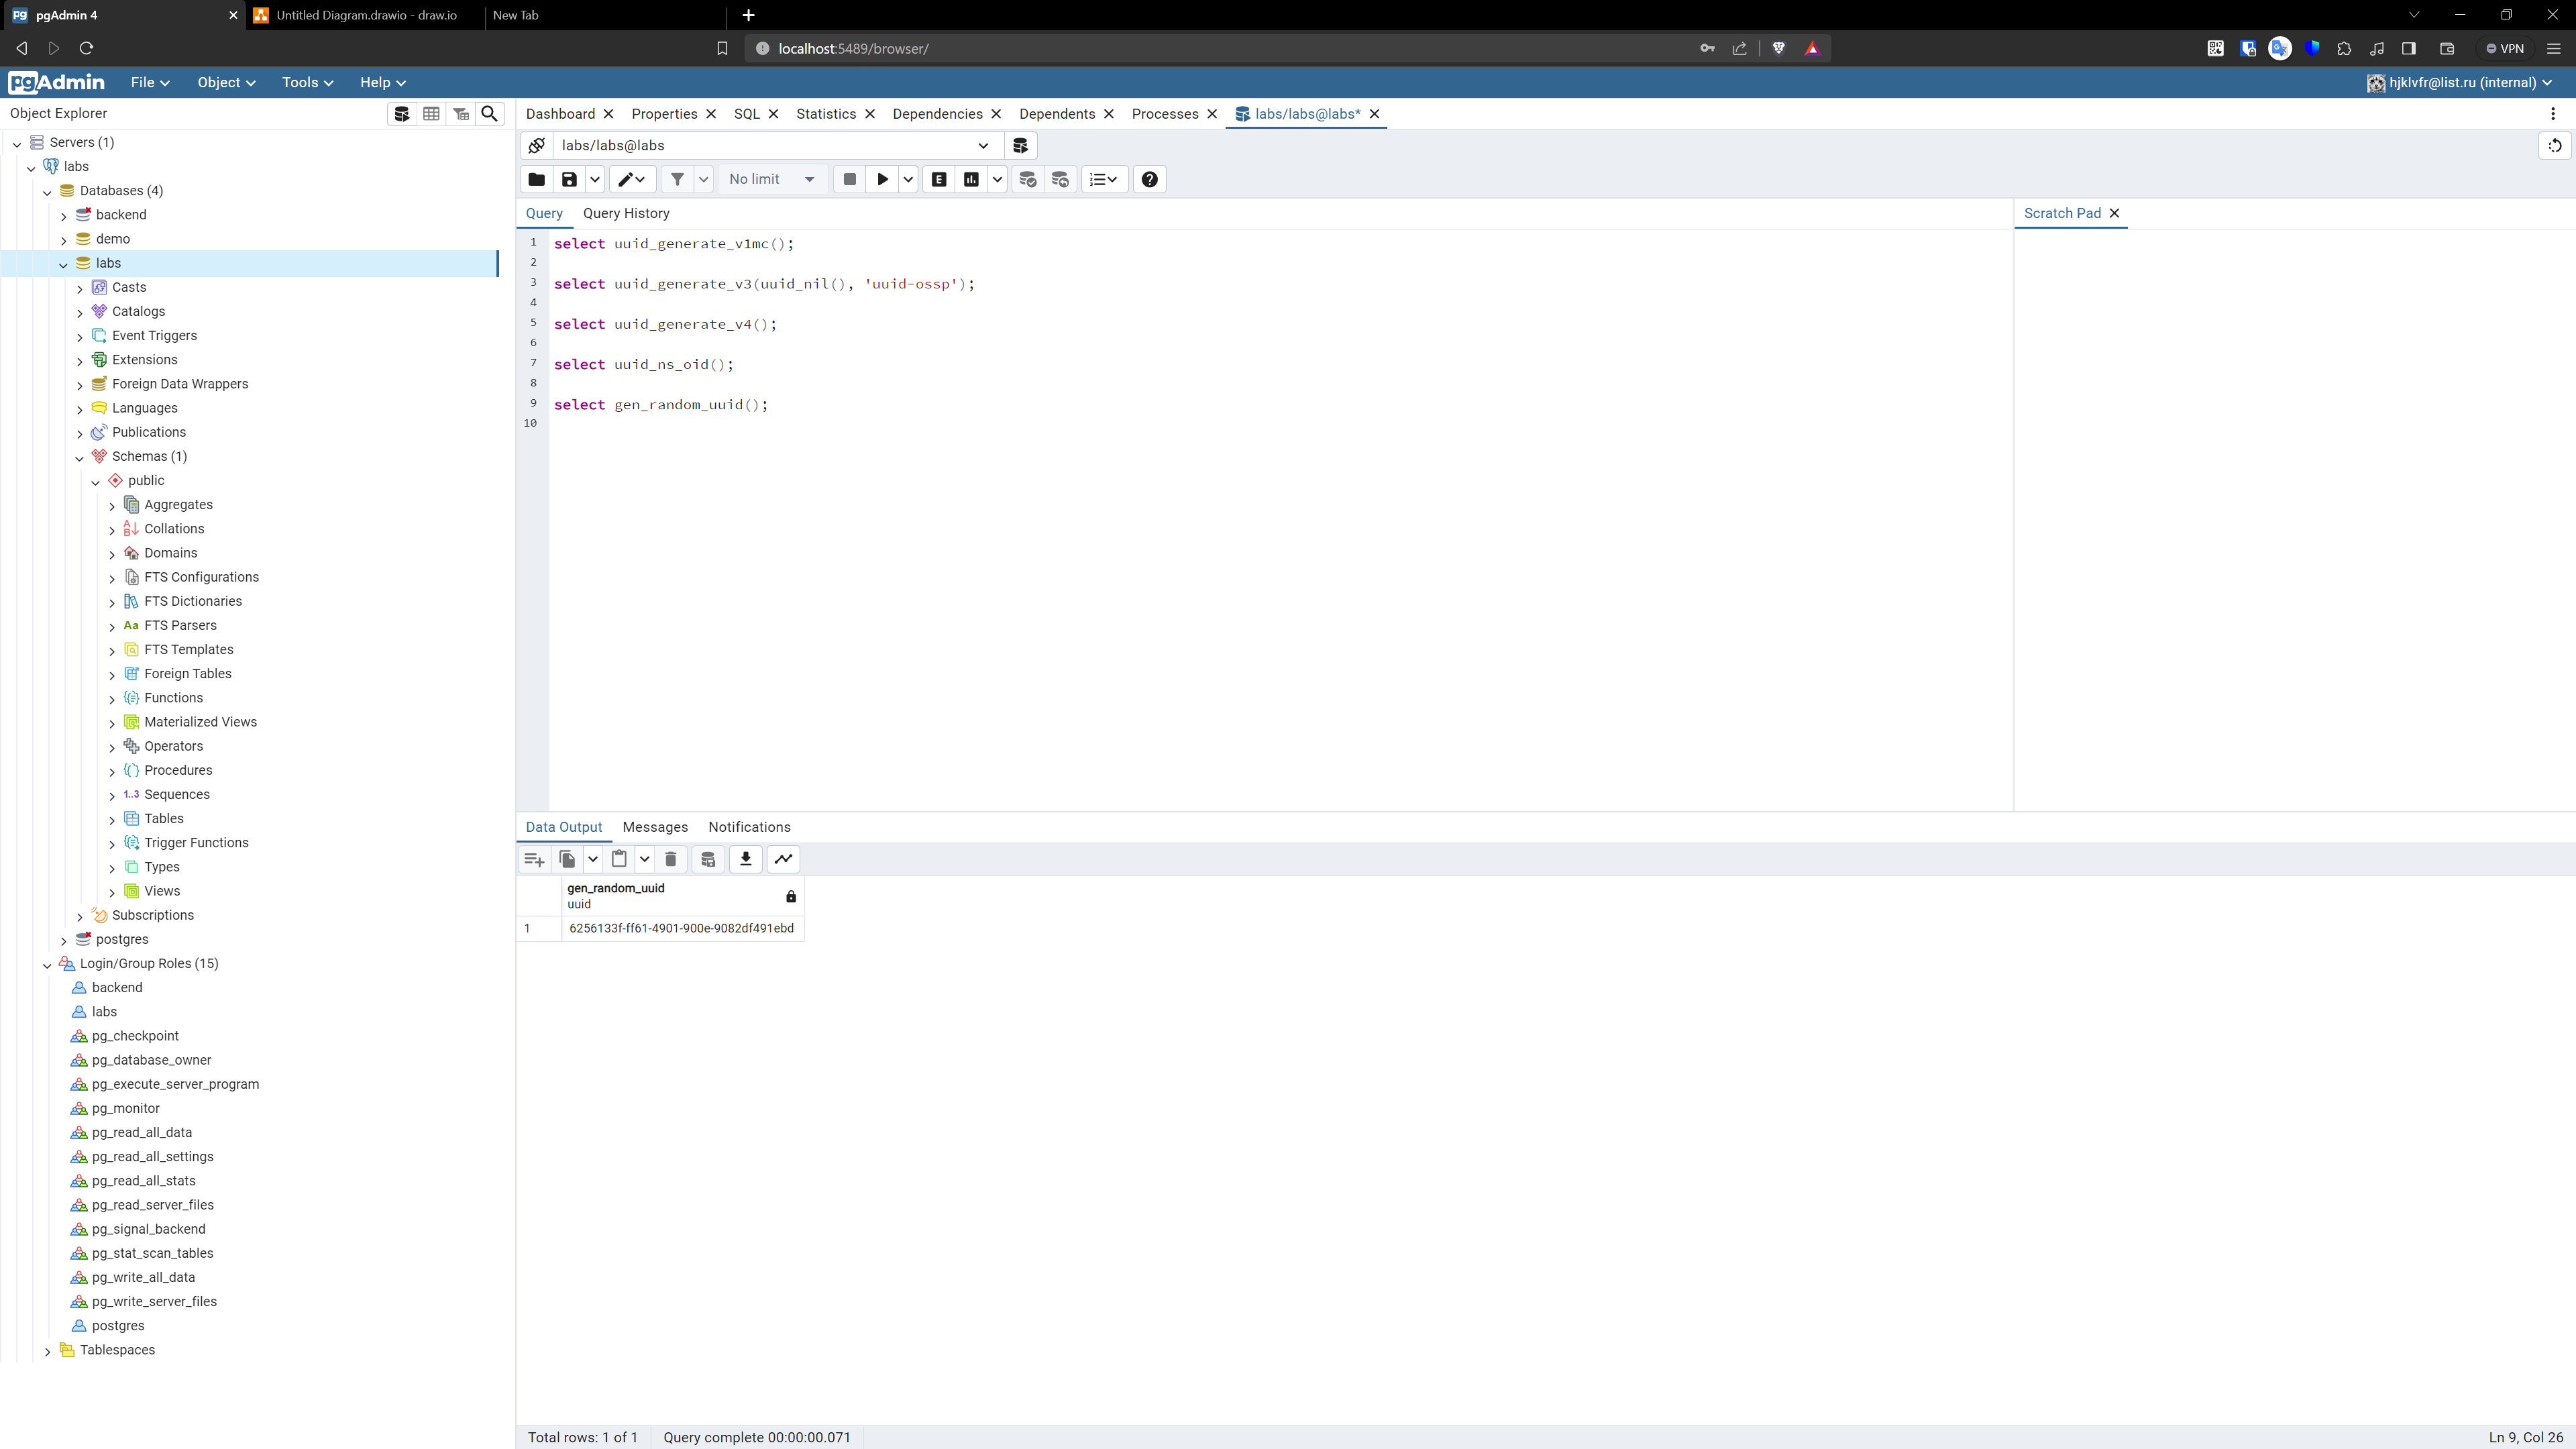 pgAdmin 4
Untitled Diagram.drawio - draw.io
New Tab
localhost:5489/browser/
VPN
pgAdmin
File
Object
Tools
Help
hjklvfr@list.ru (internal)
Object Explorer
Servers (1)
labs
Databases (4)
backend
demo
labs
Casts
Catalogs
Event Triggers
Extensions
Foreign Data Wrappers
Languages
Publications
Schemas (1)
public
Aggregates
Collations
Domains
FTS Configurations
FTS Dictionaries
Aa FTS Parsers
FTS Templates
Foreign Tables
Functions
Materialized Views
Operators
Procedures
1..3 Sequences
Tables
Trigger Functions
Types
Views
Subscriptions
postgres
Login/Group Roles (15)
backend
labs
pg_checkpoint
pg_database_owner
pg_execute_server_program
pg_monitor
pg_read_all_data
pg_read_all_settings
pg_read_all_stats
pg_read_server_files
pg_signal_backend
pg_stat_scan_tables
pg_write_all_data
pg_write_server_files
postgres
Tablespaces
Dashboard
Properties
SQL
Statistics
Dependencies
Dependents
Processes
labs/labs@labs*
labs/labs@labs
No limit
Query
Query History
Scratch Pad
1 select uuid_generate_v1mc();
2
3 select uuid_generate_v3(uuid_nil(), 'uuid-ossp');
4
5 select uuid_generate_v4();
6
7 select uuid_ns_oid();
8
9 select gen_random_uuid();
10
Data Output
Messages
Notifications
gen_random_uuid
uuid
1 6256133f-ff61-4901-900e-9082df491ebd
Total rows: 1 of 1
Query complete 00:00:00.071
Ln 9, Col 26